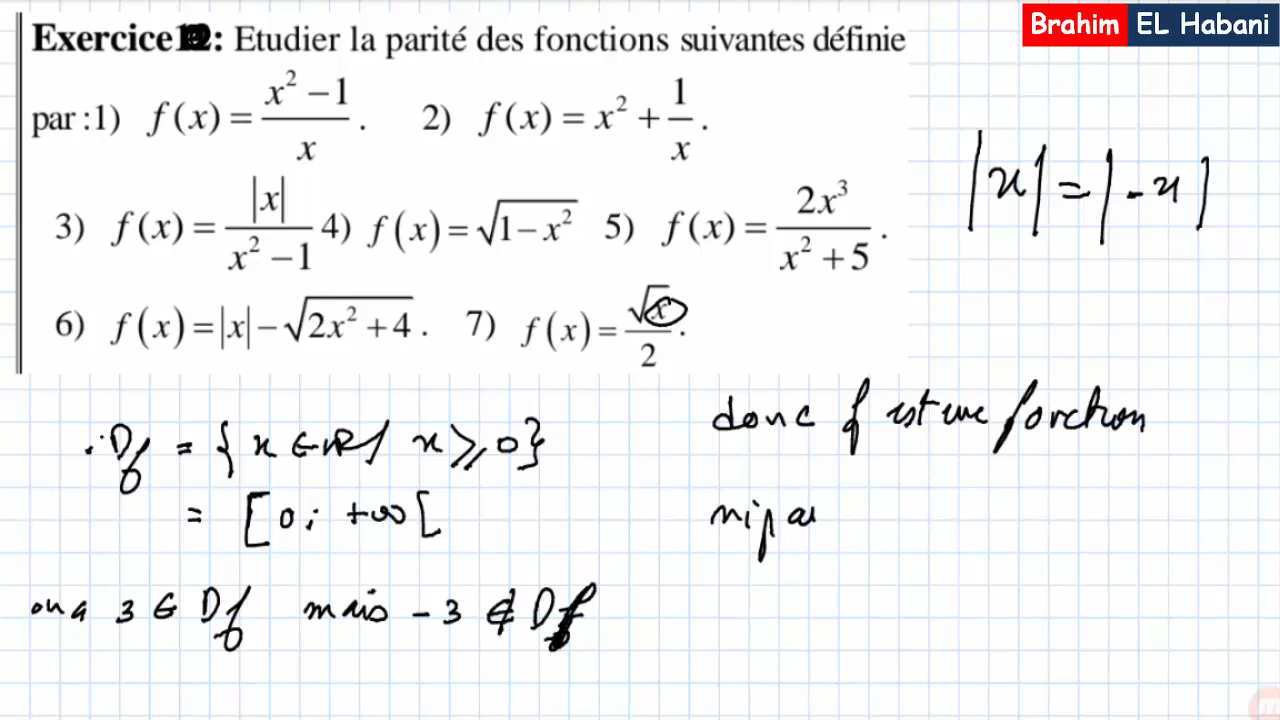 Brahim EL Habani
Exercice12: Etudier la parité des fonctions suivantes définie
par :1) f(x) = (x² − 1)/x . 2) f(x) = x² + 1/x .
3) f(x) = |x|/(x² − 1) 4) f(x) = √(1 − x²) 5) f(x) = 2x³/(x² + 5) .
6) f(x) = |x| − √(2x² + 4) . 7) f(x) = √x/2 .
|x| = |-x|
Df = { x ∈ IR / x ⩾ 0 }
= [0; +∞[
on a 3 ∈ Df mais -3 ∉ Df
donc f est une fonction
ni pa